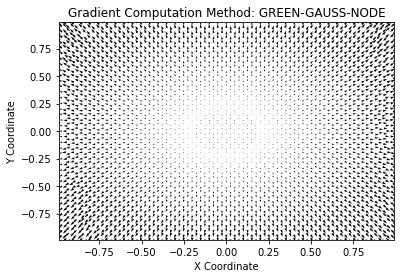 Gradient Computation Method: GREEN-GAUSS-NODE
Y Coordinate
0.75
0.50
0.25
0.00
−0.25
−0.50
−0.75
−0.75 −0.50 −0.25 0.00 0.25 0.50 0.75
X Coordinate